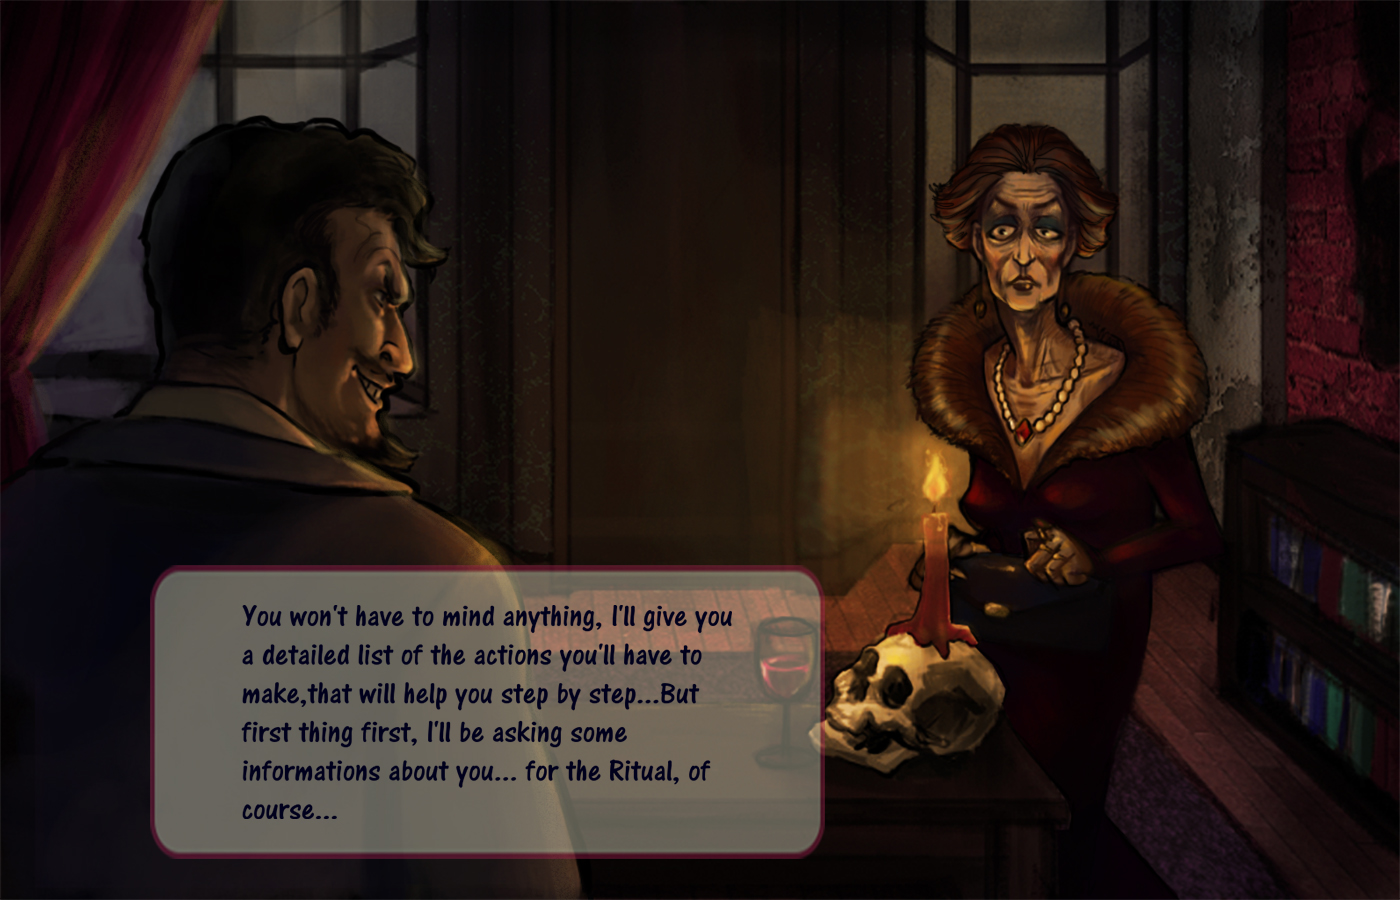 You won't have to mind anything, I'll give you
a detailed list of the actions you'll have to
make,that will help you step by step...But
first thing first, I'll be asking some
informations about you... for the Ritual, of
course...